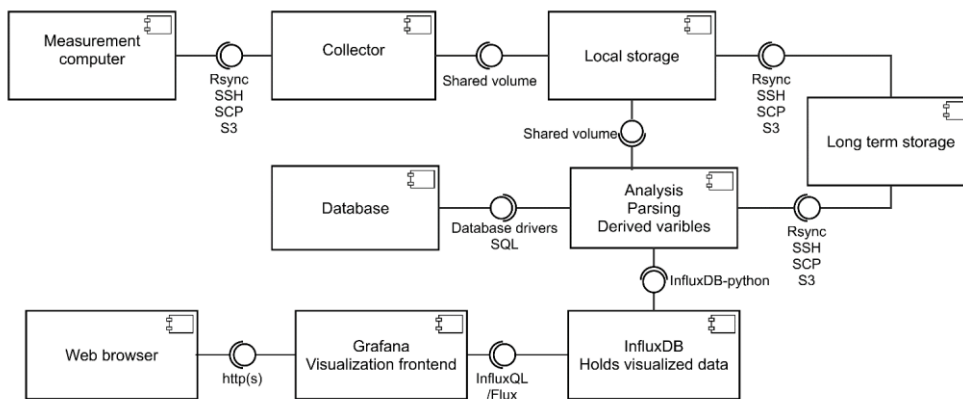 Measurement
computer
Rsync
SSH
SCP
S3
Collector
Shared volume
Local storage
Rsync
SSH
SCP
S3
Long term storage
Shared volume
Database
Database drivers
SQL
Analysis
Parsing
Derived varibles
Rsync
SSH
SCP
S3
InfluxDB-python
Web browser
http(s)
Grafana
Visualization frontend
InfluxQL
/Flux
InfluxDB
Holds visualized data